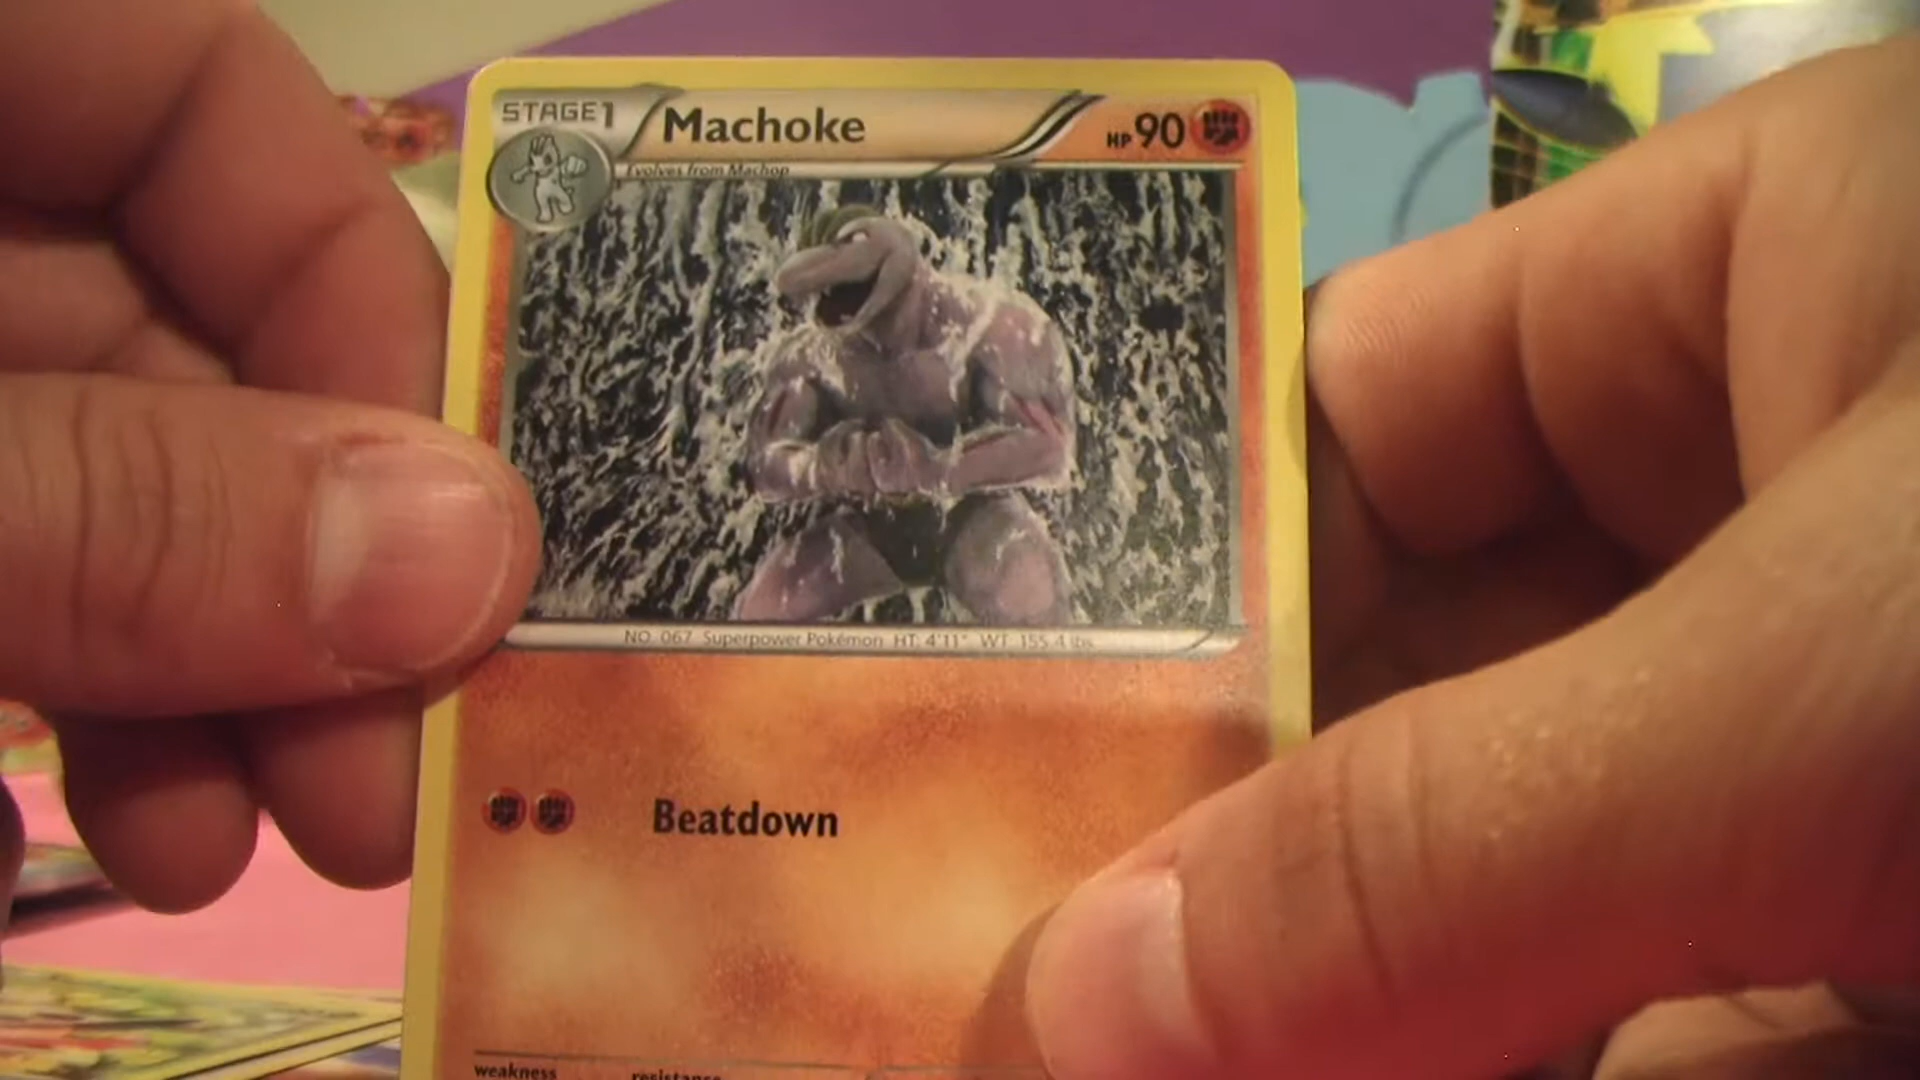 STAGE1
Machoke
HP 90
Evolves from Machop
NO. 067 Superpower Pokémon HT: 4'11" WT: 155.4 lbs.
Beatdown
weakness
resistance